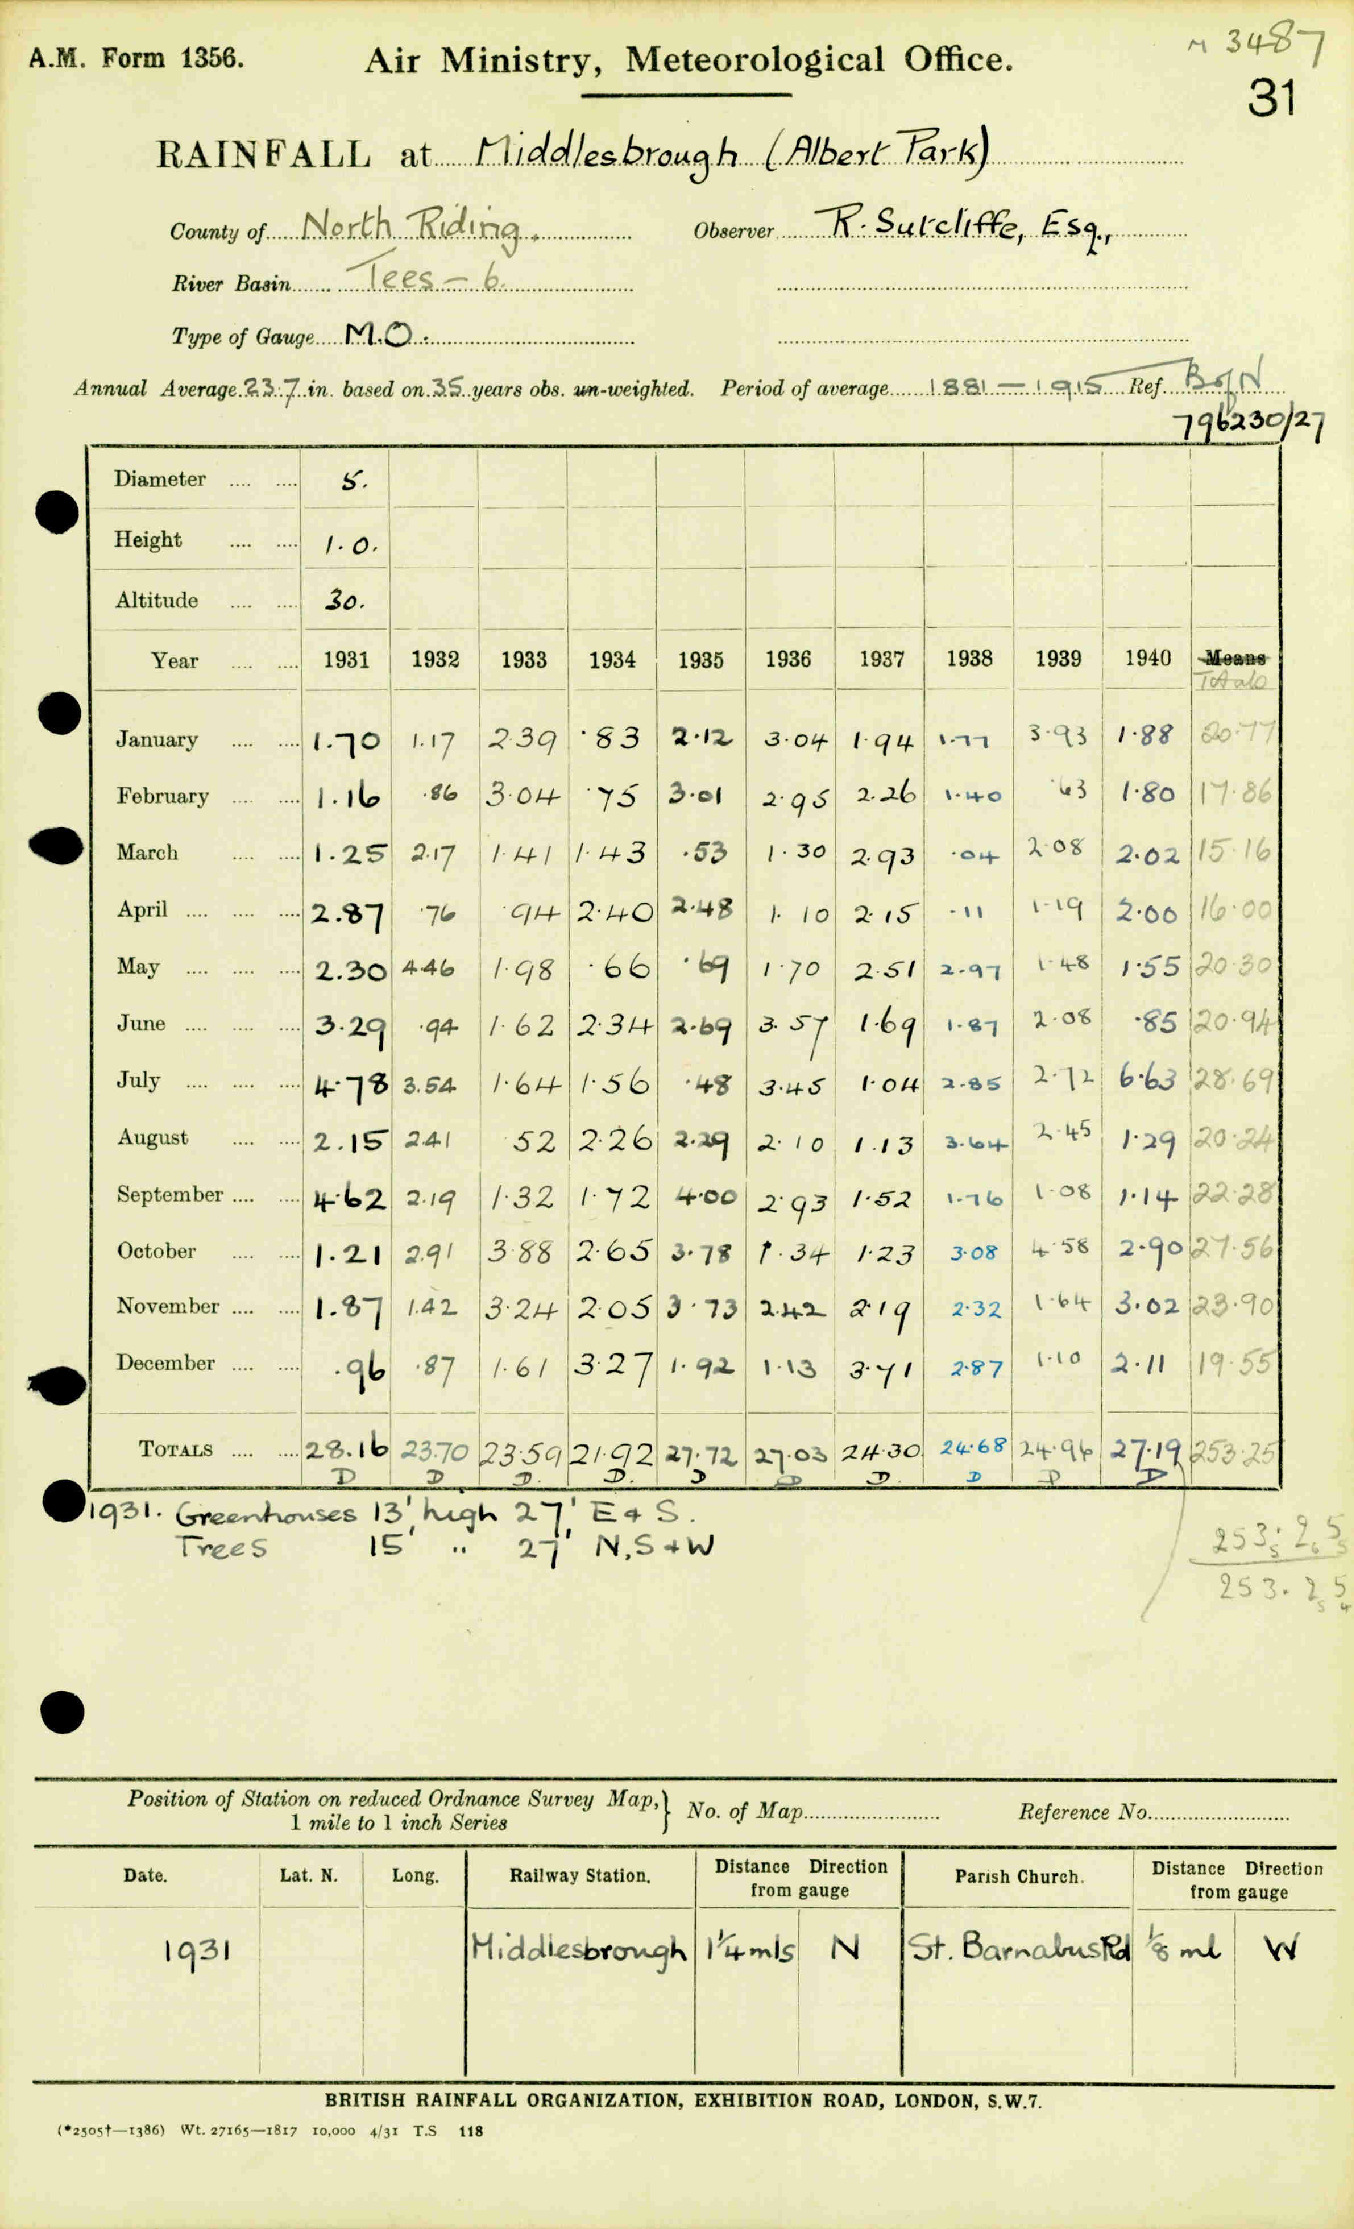 M 3487
A.M. Form 1356. Air Ministry, Meteorological Office.
31
RAINFALL at Middlesbrough (Albert Park)
County of North Riding. Observer R. Sutcliffe, Esq.,
River Basin Tees - 6.
Type of Gauge M.O.
Annual Average 23.7 in. based on 35 years obs. un-weighted. Period of average 1881 - 1915 Ref. B of N
796230/27
Diameter 5.
Height 1.0.
Altitude 30.
Year 1931 1932 1933 1934 1935 1936 1937 1938 1939 1940 Means
Totals
January 1.70 1.17 2.39 .83 2.12 3.04 1.94 1.77 3.93 1.88 20.77
February 1.16 .86 3.04 .75 3.01 2.95 2.26 1.40 .63 1.80 17.86
March 1.25 2.17 1.41 1.43 .53 1.30 2.93 .04 2.08 2.02 15.16
April 2.87 .76 .94 2.40 2.48 1.10 2.15 .11 1.19 2.00 16.00
May 2.30 4.46 1.98 .66 .69 1.70 2.51 2.97 1.48 1.55 20.30
June 3.29 .94 1.62 2.34 2.69 3.57 1.69 1.87 2.08 .85 20.94
July 4.78 3.54 1.64 1.56 .48 3.45 1.04 2.85 2.72 6.63 28.69
August 2.15 2.41 .52 2.26 2.29 2.10 1.13 3.64 2.45 1.29 20.24
September 4.62 2.19 1.32 1.72 4.00 2.93 1.52 1.76 1.08 1.14 22.28
October 1.21 2.91 3.88 2.65 3.78 1.34 1.23 3.08 4.58 2.90 27.56
November 1.87 1.42 3.24 2.05 3.73 2.42 2.19 2.32 1.64 3.02 23.90
December .96 .87 1.61 3.27 1.92 1.13 3.71 2.87 1.10 2.11 19.55
TOTALS 28.16 23.70 23.59 21.92 27.72 27.03 24.30 24.68 24.96 27.19 253.25
D D D. D. D D D. D D D
1931. Greenhouses 13' high 27' E & S.
Trees 15' " 27' N, S + W
253.25
253.25
Position of Station on reduced Ordnance Survey Map,} No. of Map Reference No.
1 mile to 1 inch Series
Date. Lat. N. Long. Railway Station. Distance Direction from gauge Parish Church. Distance Direction from gauge
1931 Middlesbrough 1¼ mls N St. Barnabus Rd ⅛ ml W
BRITISH RAINFALL ORGANIZATION, EXHIBITION ROAD, LONDON, S.W.7.
(*2505†—1386) Wt. 27165—1817 10,000 4/31 T.S 118